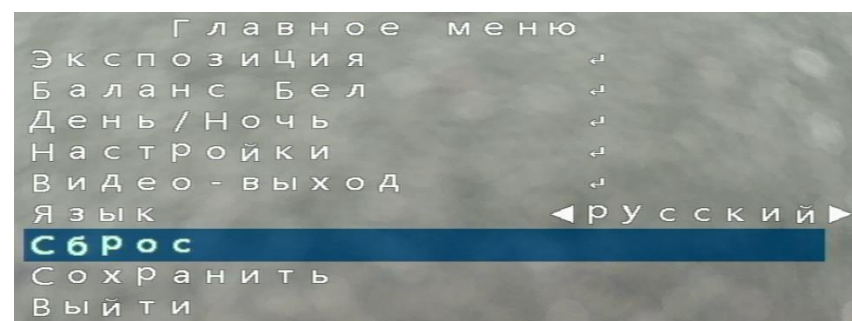 Главное меню
Экспозиция ↵
Баланс Бел ↵
День/Ночь ↵
Настройки ↵
Видео-выход ↵
Язык ◀русский▶
Сброс
Сохранить
Выйти